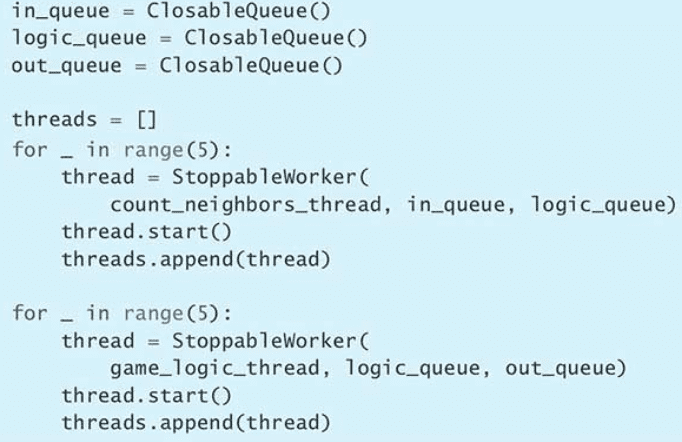 in_queue = ClosableQueue()
logic_queue = ClosableQueue()
out_queue = ClosableQueue()

threads = []
for _ in range(5):
    thread = StoppableWorker(
        count_neighbors_thread, in_queue, logic_queue)
    thread.start()
    threads.append(thread)

for _ in range(5):
    thread = StoppableWorker(
        game_logic_thread, logic_queue, out_queue)
    thread.start()
    threads.append(thread)